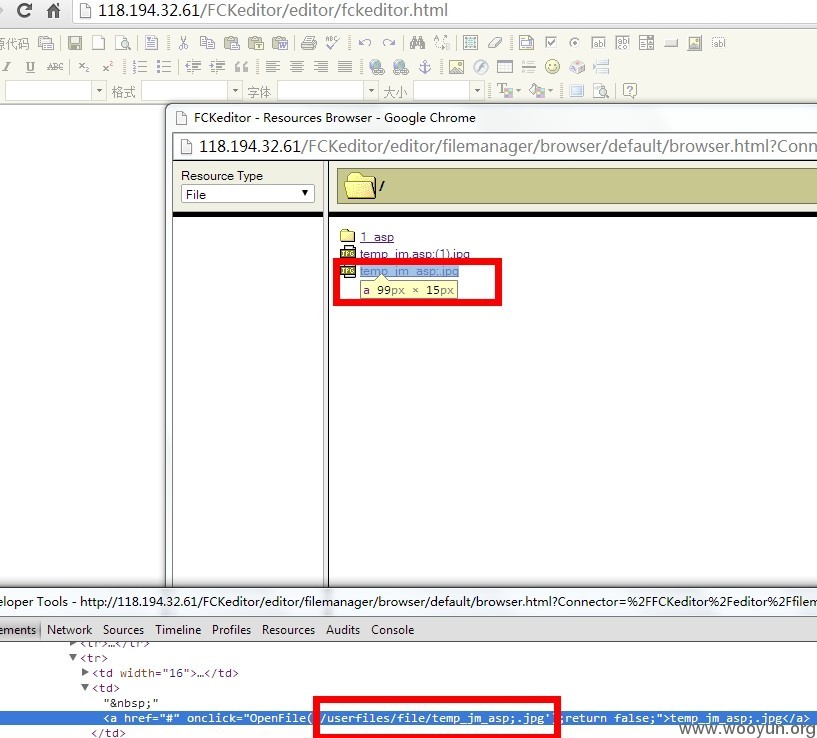 118.194.32.61/FCKeditor/editor/fckeditor.html
源代码
格式
字体
大小
FCKeditor - Resources Browser - Google Chrome
118.194.32.61/FCKeditor/editor/filemanager/browser/default/browser.html?Conn
Resource Type
File
/
1_asp
temp_jm.asp;(1).jpg
temp_jm_asp;.jpg
a 99px × 15px
eloper Tools - http://118.194.32.61/FCKeditor/editor/filemanager/browser/default/browser.html?Connector=%2FFCKeditor%2Feditor%2Ffilem
ements Network Sources Timeline Profiles Resources Audits Console
<tr>…</tr>
<tr>
<td width="16">…</td>
<td>
"&nbsp;"
<a href="#" onclick="OpenFile('/userfiles/file/temp_jm_asp;.jpg');return false;">temp_jm_asp;.jpg</a>
</td>
www.wooyun.org